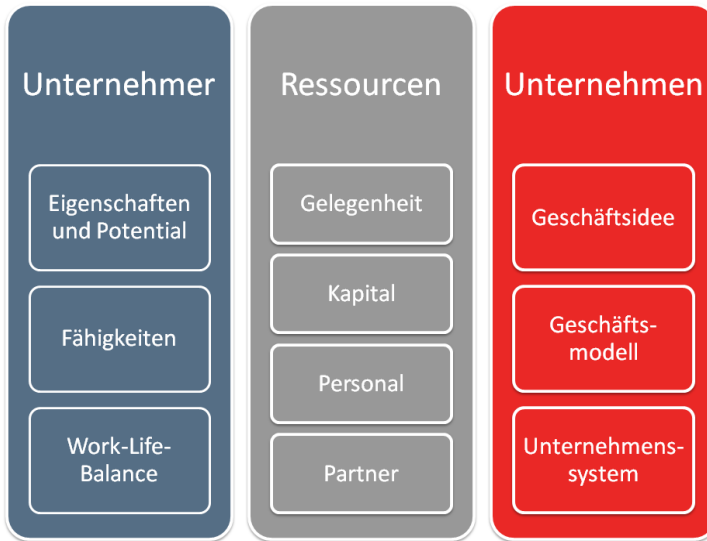 Unternehmer
Eigenschaften
und Potential
Fähigkeiten
Work-Life-
Balance
Ressourcen
Gelegenheit
Kapital
Personal
Partner
Unternehmen
Geschäftsidee
Geschäfts-
modell
Unternehmens-
system